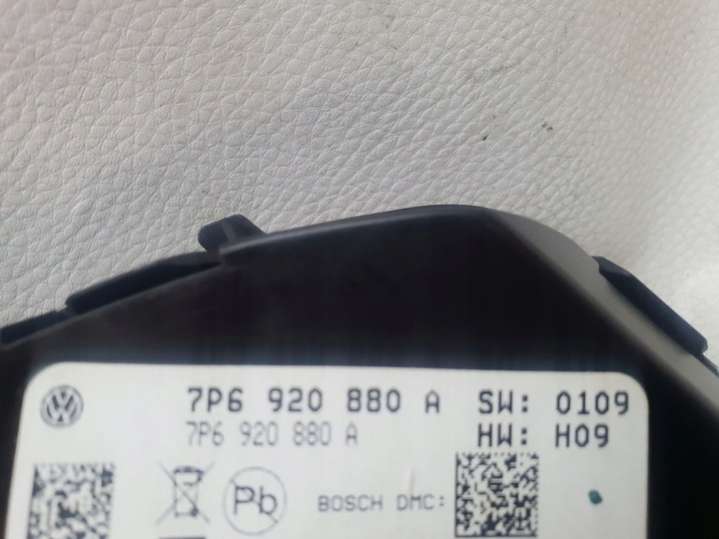 7P6 920 880 A SW: 0109
7P6 920 880 A HW: H09
Pb BOSCH DMC: